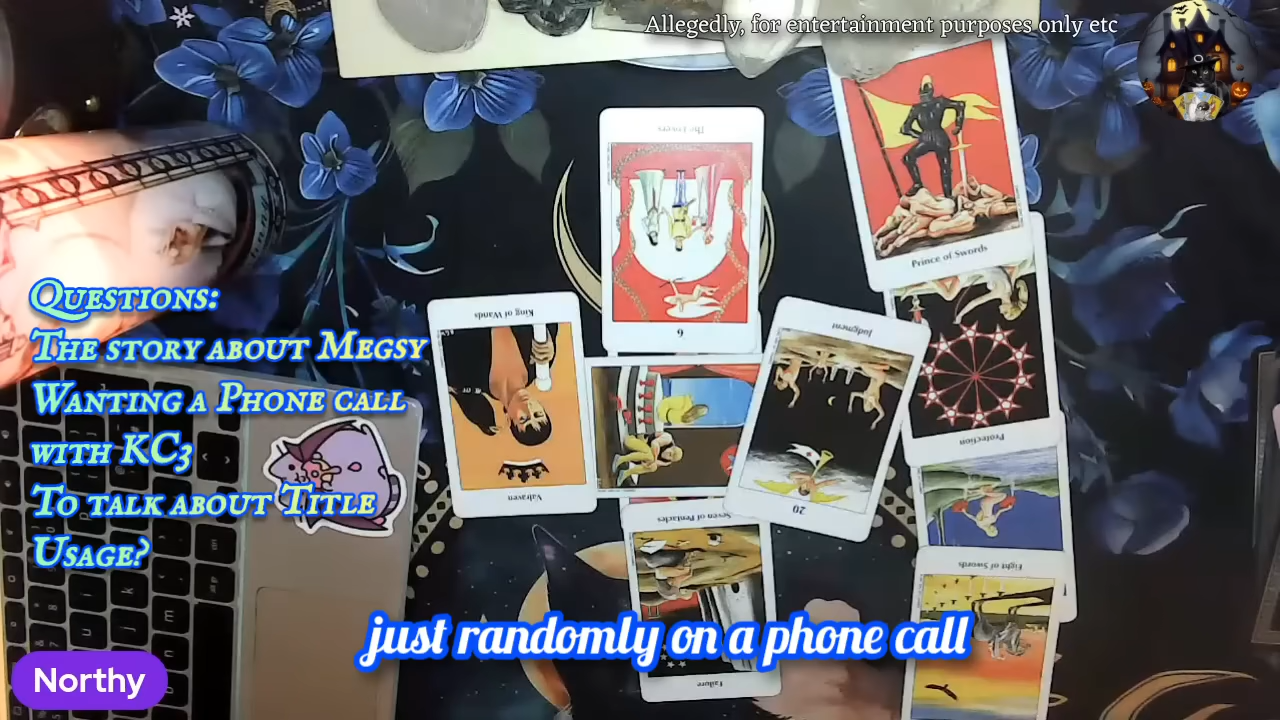 Allegedly, for entertainment purposes only etc
The Lovers
6
Prince of Swords
King of Wands
Valraven
Judgment
20
Protection
Seven of Pentacles
Failure
Eight of Swords
Questions:
The story about Megsy
Wanting a Phone call
with KC3
To talk about Title
Usage?
just randomly on a phone call
Northy